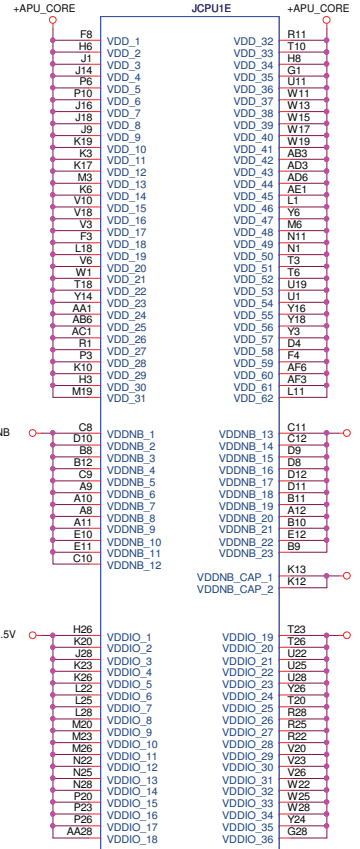 +APU_CORE JCPU1E +APU_CORE
F8 VDD_1 VDD_32 R11
H6 VDD_2 VDD_33 T10
J1 VDD_3 VDD_34 H8
J14 VDD_4 VDD_35 G1
P6 VDD_5 VDD_36 U11
P10 VDD_6 VDD_37 W11
J16 VDD_7 VDD_38 W13
J18 VDD_8 VDD_39 W15
J9 VDD_9 VDD_40 W17
K19 VDD_10 VDD_41 W19
K3 VDD_11 VDD_42 AB3
K17 VDD_12 VDD_43 AD3
M3 VDD_13 VDD_44 AD6
K6 VDD_14 VDD_45 AE1
V10 VDD_15 VDD_46 L1
V18 VDD_16 VDD_47 Y6
V3 VDD_17 VDD_48 M6
F3 VDD_18 VDD_49 N11
L18 VDD_19 VDD_50 N1
V6 VDD_20 VDD_51 T3
W1 VDD_21 VDD_52 T6
T18 VDD_22 VDD_53 U19
Y14 VDD_23 VDD_54 U1
AA1 VDD_24 VDD_55 Y16
AB6 VDD_25 VDD_56 Y18
AC1 VDD_26 VDD_57 Y3
R1 VDD_27 VDD_58 D4
P3 VDD_28 VDD_59 F4
K10 VDD_29 VDD_60 AF6
H3 VDD_30 VDD_61 AF3
M19 VDD_31 VDD_62 L11
NB C8 VDDNB_1 VDDNB_13 C11
D10 VDDNB_2 VDDNB_14 C12
B8 VDDNB_3 VDDNB_15 D9
B12 VDDNB_4 VDDNB_16 D8
C9 VDDNB_5 VDDNB_17 D12
A9 VDDNB_6 VDDNB_18 D11
A10 VDDNB_7 VDDNB_19 B11
A8 VDDNB_8 VDDNB_20 A12
A11 VDDNB_9 VDDNB_21 B10
E10 VDDNB_10 VDDNB_22 E12
E11 VDDNB_11 VDDNB_23 B9
C10 VDDNB_12
VDDNB_CAP_1 K13
VDDNB_CAP_2 K12
.5V H26 VDDIO_1 VDDIO_19 T23
K20 VDDIO_2 VDDIO_20 T26
J28 VDDIO_3 VDDIO_21 U22
K23 VDDIO_4 VDDIO_22 U25
K26 VDDIO_5 VDDIO_23 U28
L22 VDDIO_6 VDDIO_24 Y26
L25 VDDIO_7 VDDIO_25 T20
L28 VDDIO_8 VDDIO_26 R28
M20 VDDIO_9 VDDIO_27 R25
M23 VDDIO_10 VDDIO_28 R22
M26 VDDIO_11 VDDIO_29 V20
N22 VDDIO_12 VDDIO_30 V23
N25 VDDIO_13 VDDIO_31 V26
N28 VDDIO_14 VDDIO_32 W22
P20 VDDIO_15 VDDIO_33 W25
P23 VDDIO_16 VDDIO_34 W28
P26 VDDIO_17 VDDIO_35 Y24
AA28 VDDIO_18 VDDIO_36 G28